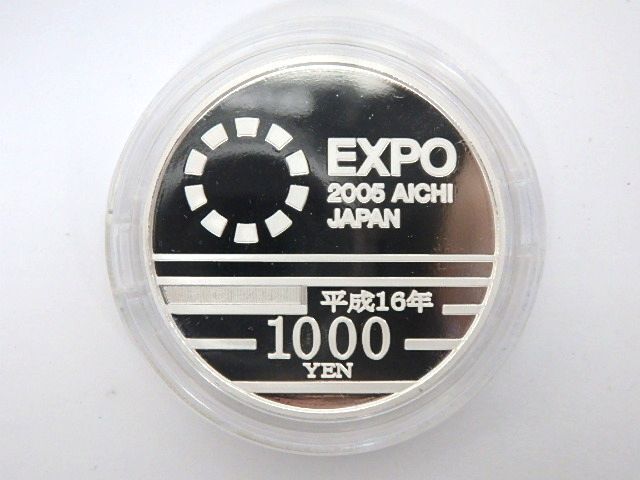 EXPO
2005 AICHI
JAPAN
平成16年
1000
YEN